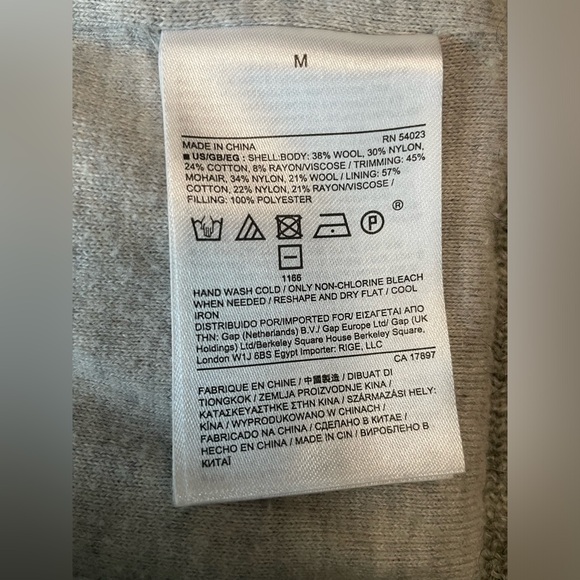 M
MADE IN CHINA RN 54023
■ US/GB/EG : SHELL:BODY: 38% WOOL, 30% NYLON,
24% COTTON, 8% RAYON/VISCOSE / TRIMMING: 45%
MOHAIR, 34% NYLON, 21% WOOL / LINING: 57%
COTTON, 22% NYLON, 21% RAYON/VISCOSE /
FILLING: 100% POLYESTER
P ®
1166
HAND WASH COLD / ONLY NON-CHLORINE BLEACH
WHEN NEEDED / RESHAPE AND DRY FLAT / COOL
IRON
DISTRIBUIDO POR/IMPORTED FOR/ ΕΙΣΑΓΕΤΑΙ ΑΠΟ
ΤΗΝ: Gap (Netherlands) B.V./ Gap Europe Ltd/ Gap (UK
Holdings) Ltd/Berkeley Square House Berkeley Square,
London W1J 6BS Egypt Importer: RIGE, LLC
CA 17897
FABRIQUE EN CHINE / 中國製造 / DIBUAT DI
TIONGKOK / ZEMLJA PROIZVODNJE KINA /
ΚΑΤΑΣΚΕΥΑΣΤΗΚΕ ΣΤΗΝ ΚΙΝΑ / SZÁRMAZÁSI HELY:
KÍNA / WYPRODUKOWANO W CHINACH /
FABRICADO NA CHINA / СДЕЛАНО В КИТАЕ /
CHINA / MADE IN CIN / ВИРОБЛЕНО В
КИТАЇ